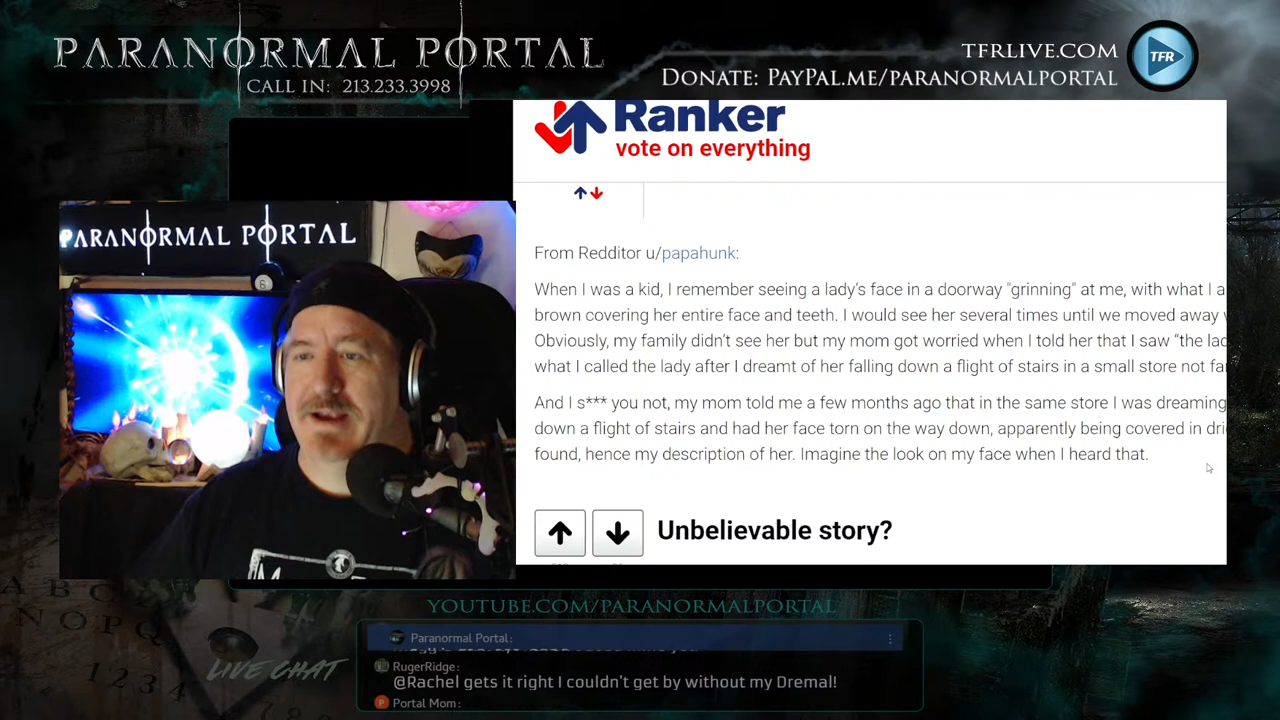 PARANORMAL PORTAL
CALL IN: 213.233.3998
TFRLIVE.COM
DONATE: PAYPAL.ME/PARANORMALPORTAL
TFR
Ranker
vote on everything
PARANORMAL PORTAL
6
From Redditor u/papahunk:
When I was a kid, I remember seeing a lady's face in a doorway "grinning" at me, with what I a
brown covering her entire face and teeth. I would see her several times until we moved away
Obviously, my family didn't see her but my mom got worried when I told her that I saw “the lad
what I called the lady after I dreamt of her falling down a flight of stairs in a small store not far
And I s*** you not, my mom told me a few months ago that in the same store I was dreaming
down a flight of stairs and had her face torn on the way down, apparently being covered in dri
found, hence my description of her. Imagine the look on my face when I heard that.
Unbelievable story?
YOUTUBE.COM/PARANORMALPORTAL
LIVE CHAT
Paranormal Portal:
RugerRidge:
@Rachel gets it right I couldn't get by without my Dremal!
P Portal Mom: